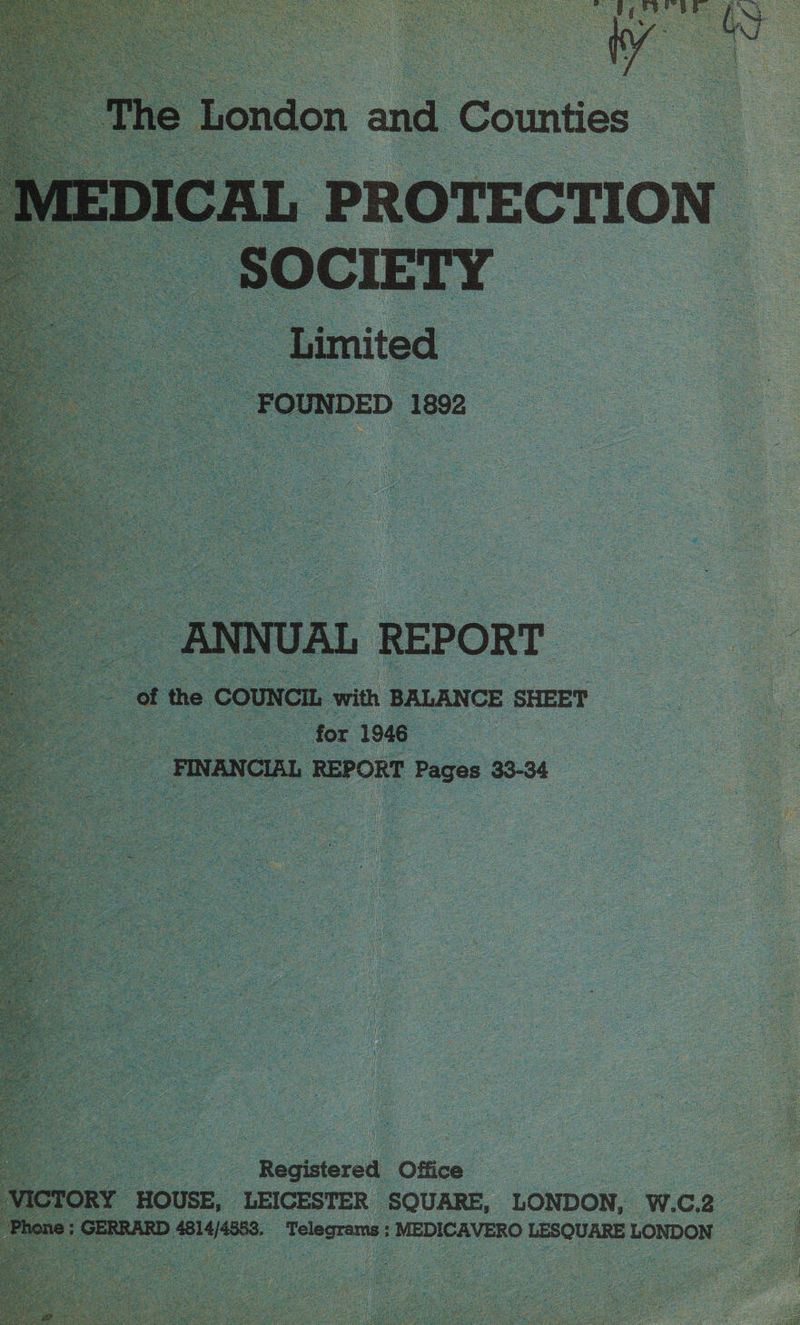 The London and Counties
MEDICAL PROTECTION
SOCIETY
Limited
FOUNDED 1892
ANNUAL REPORT
of the COUNCIL with BALANCE SHEET
for 1946
FINANCIAL REPORT Pages 33-34
Registered Office
VICTORY HOUSE, LEICESTER SQUARE, LONDON, W.C.2
Phone : GERRARD 4814/4553. Telegrams : MEDICAVERO LESQUARE LONDON